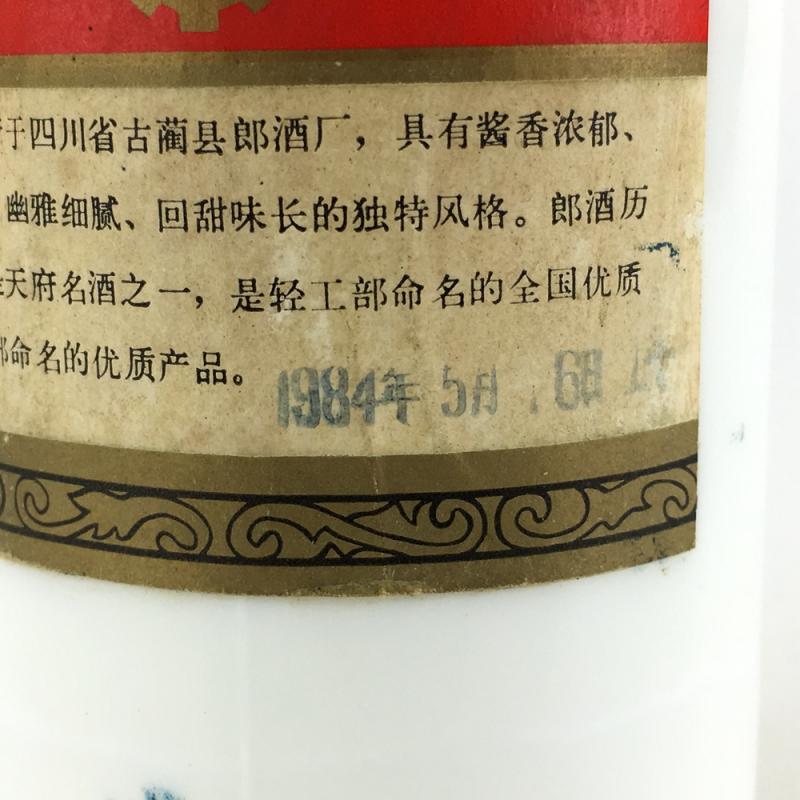 于四川省古蔺县郎酒厂，具有酱香浓郁、
幽雅细腻、回甜味长的独特风格。郎酒历
天府名酒之一，是轻工部命名的全国优质
部命名的优质产品。
1984年 5月 . 6日